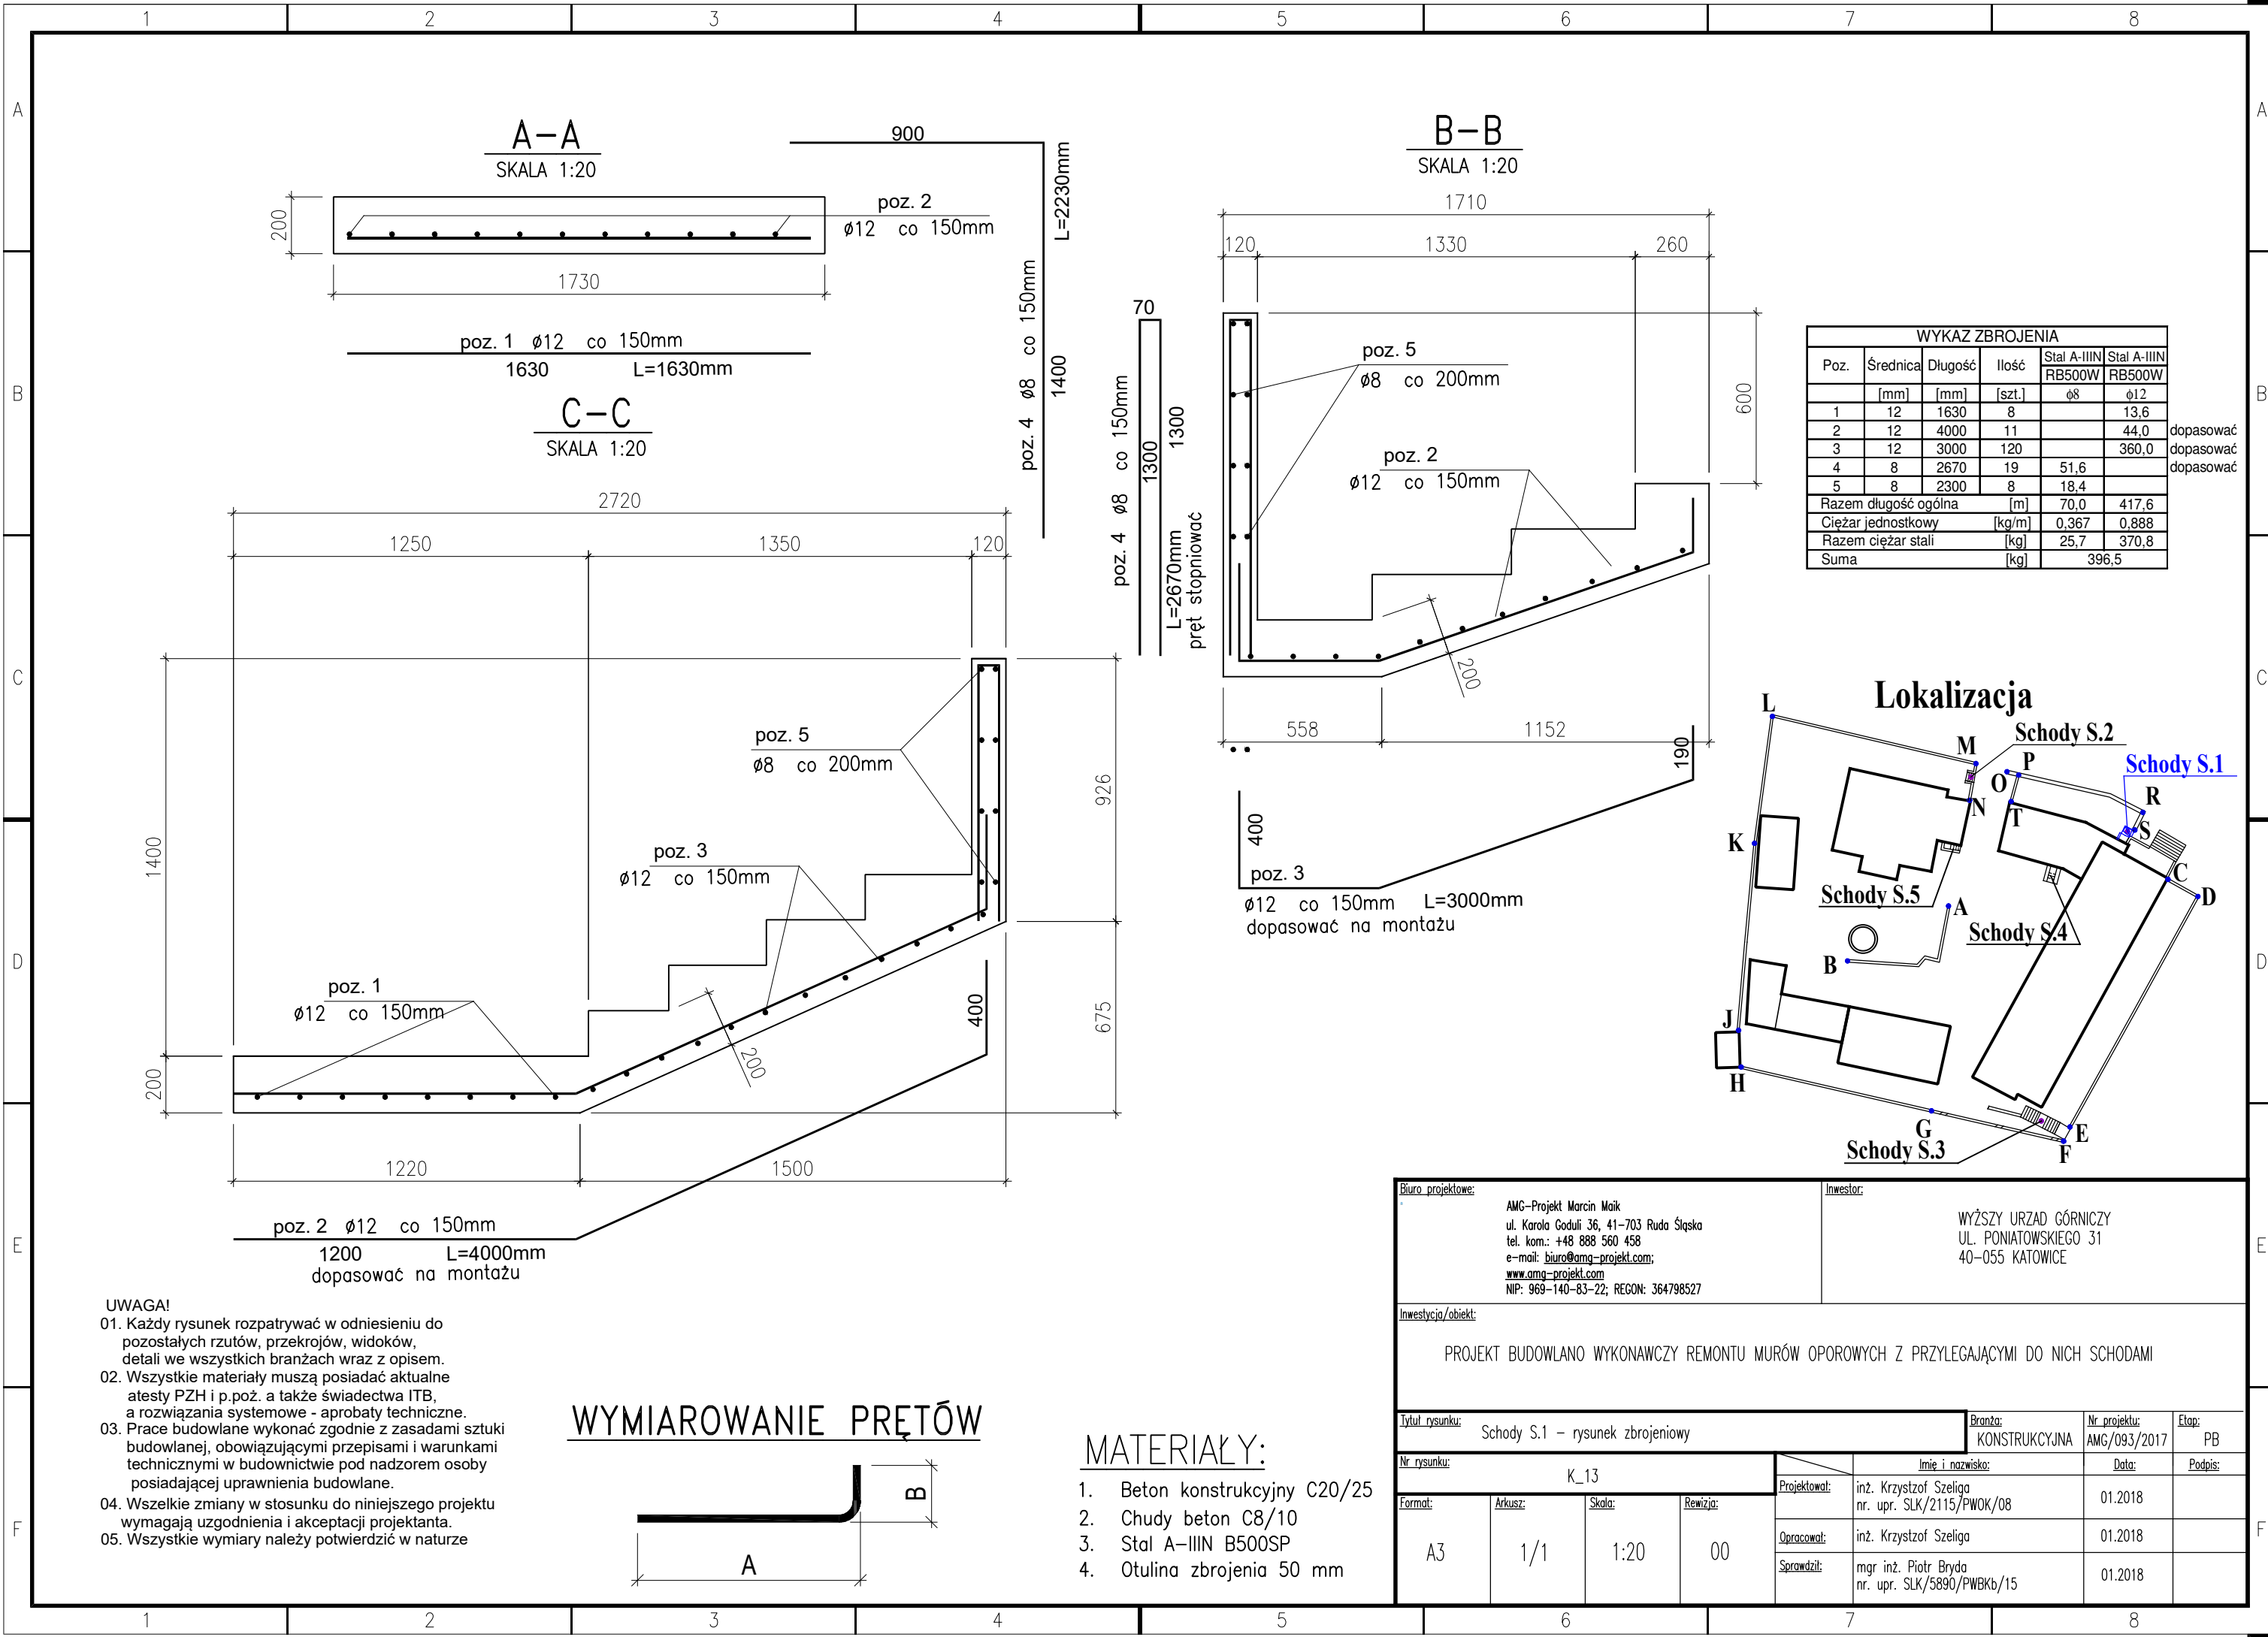 1 2 3 4 5 6 7 8
A
B
C
D
E
F
A
B
C
D
E
F
A-A
SKALA 1:20
200
1730
poz. 2
ø12 co 150mm
poz. 1 ø12 co 150mm
1630 L=1630mm
900
L=2230mm
poz. 4 ø8 co 150mm
1400
C-C
SKALA 1:20
2720
1250 1350 120
1400
200
926
675
poz. 5
ø8 co 200mm
poz. 3
ø12 co 150mm
poz. 1
ø12 co 150mm
200
400
1220 1500
poz. 2 ø12 co 150mm
1200 L=4000mm
dopasować na montażu
B-B
SKALA 1:20
1710
120 1330 260
600
70
poz. 4 ø8 co 150mm
1300
1300
L=2670mm
pręt stopniować
poz. 5
ø8 co 200mm
poz. 2
ø12 co 150mm
200
558 1152
190
400
poz. 3
ø12 co 150mm L=3000mm
dopasować na montażu
WYKAZ ZBROJENIA
Poz. Średnica Długość Ilość Stal A-IIIN Stal A-IIIN
RB500W RB500W
[mm] [mm] [szt.] ϕ8 ϕ12
1 12 1630 8 13,6
2 12 4000 11 44,0 dopasować
3 12 3000 120 360,0 dopasować
4 8 2670 19 51,6 dopasować
5 8 2300 8 18,4
Razem długość ogólna [m] 70,0 417,6
Ciężar jednostkowy [kg/m] 0,367 0,888
Razem ciężar stali [kg] 25,7 370,8
Suma [kg] 396,5
Lokalizacja
L
M
Schody S.2
O
P
Schody S.1
N
T
R
S
K
C
D
Schody S.5
A
Schody S.4
B
J
H
G
E
F
Schody S.3
UWAGA!
01. Każdy rysunek rozpatrywać w odniesieniu do
pozostałych rzutów, przekrojów, widoków,
detali we wszystkich branżach wraz z opisem.
02. Wszystkie materiały muszą posiadać aktualne
atesty PZH i p.poż. a także świadectwa ITB,
a rozwiązania systemowe - aprobaty techniczne.
03. Prace budowlane wykonać zgodnie z zasadami sztuki
budowlanej, obowiązującymi przepisami i warunkami
technicznymi w budownictwie pod nadzorem osoby
posiadającej uprawnienia budowlane.
04. Wszelkie zmiany w stosunku do niniejszego projektu
wymagają uzgodnienia i akceptacji projektanta.
05. Wszystkie wymiary należy potwierdzić w naturze
WYMIAROWANIE PRĘTÓW
A
B
MATERIAŁY:
1. Beton konstrukcyjny C20/25
2. Chudy beton C8/10
3. Stal A-IIIN B500SP
4. Otulina zbrojenia 50 mm
Biuro projektowe:
AMG-Projekt Marcin Maik
ul. Karola Goduli 36, 41-703 Ruda Śląska
tel. kom.: +48 888 560 458
e-mail: biuro@amg-projekt.com;
www.amg-projekt.com
NIP: 969-140-83-22; REGON: 364798527
Inwestor:
WYŻSZY URZAD GÓRNICZY
UL. PONIATOWSKIEGO 31
40-055 KATOWICE
Inwestycja/obiekt:
PROJEKT BUDOWLANO WYKONAWCZY REMONTU MURÓW OPOROWYCH Z PRZYLEGAJĄCYMI DO NICH SCHODAMI
Tytuł rysunku:
Schody S.1 - rysunek zbrojeniowy
Branża:
KONSTRUKCYJNA
Nr projektu:
AMG/093/2017
Etap:
PB
Nr rysunku:
K_13
Imię i nazwisko: Data: Podpis:
Format: Arkusz: Skala: Rewizja:
A3 1/1 1:20 00
Projektował: inż. Krzysztof Szeliga
nr. upr. SLK/2115/PWOK/08
01.2018
Opracował: inż. Krzysztof Szeliga 01.2018
Sprawdził: mgr inż. Piotr Bryda
nr. upr. SLK/5890/PWBKb/15
01.2018
1 2 3 4 5 6 7 8